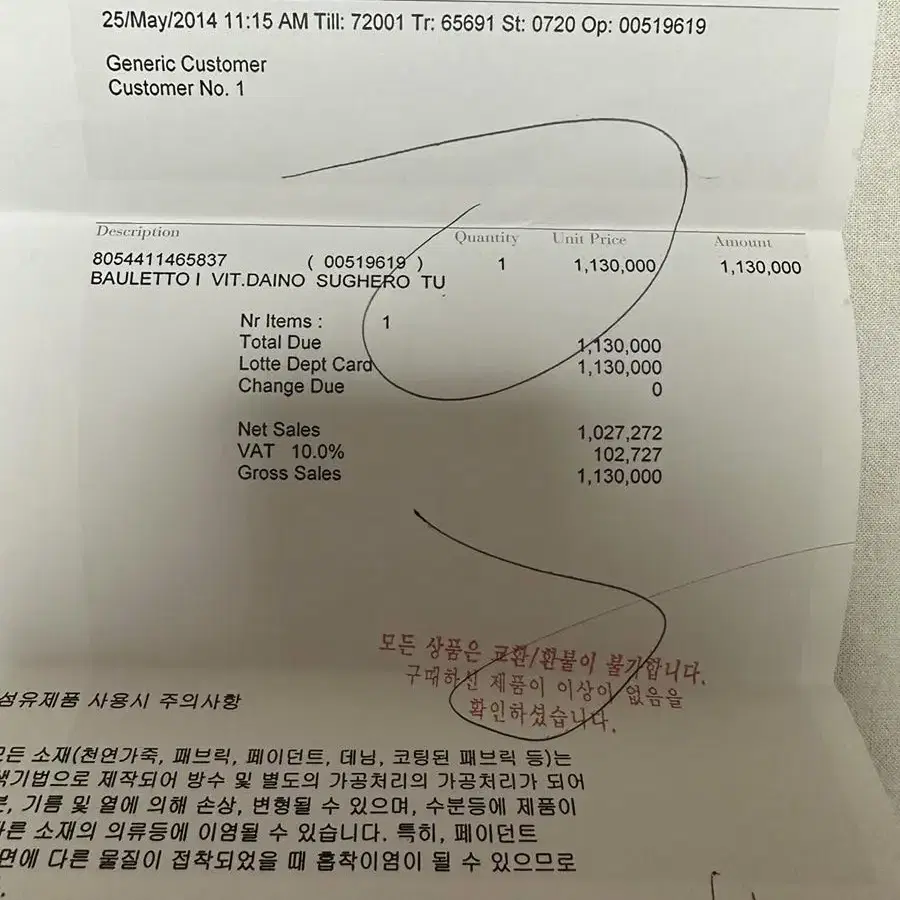 25/May/2014 11:15 AM Till: 72001 Tr: 65691 St: 0720 Op: 00519619
Generic Customer
Customer No. 1
Description Quantity Unit Price Amount
8054411465837 ( 00519619 ) 1 1,130,000 1,130,000
BAULETTO I VIT.DAINO SUGHERO TU
Nr Items : 1
Total Due 1,130,000
Lotte Dept Card 1,130,000
Change Due 0
Net Sales 1,027,272
VAT 10.0% 102,727
Gross Sales 1,130,000
모든 상품은 교환/환불이 불가합니다.
구매하신 제품이 이상이 없음을
확인하셨습니다.
섬유제품 사용시 주의사항
소재(천연가죽, 패브릭, 페이던트, 데님, 코팅된 패브릭 등)는
제작되어 방수 및 별도의 가공처리의 가공처리가 되어
기름 및 열에 의해 손상, 변형될 수 있으며, 수분등에 제품이
소재의 의류등에 이염될 수 있습니다. 특히, 페이던트
다른 물질이 접착되었을 때 흡착이염이 될 수 있으므로